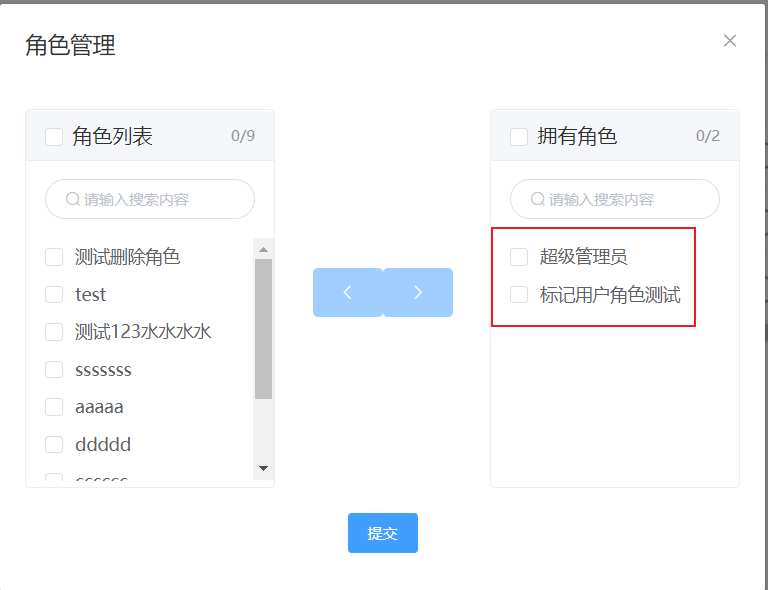 角色管理
角色列表 0/9
请输入搜索内容
测试删除角色
test
测试123水水水水
sssssss
aaaaa
ddddd
拥有角色 0/2
请输入搜索内容
超级管理员
标记用户角色测试
提交